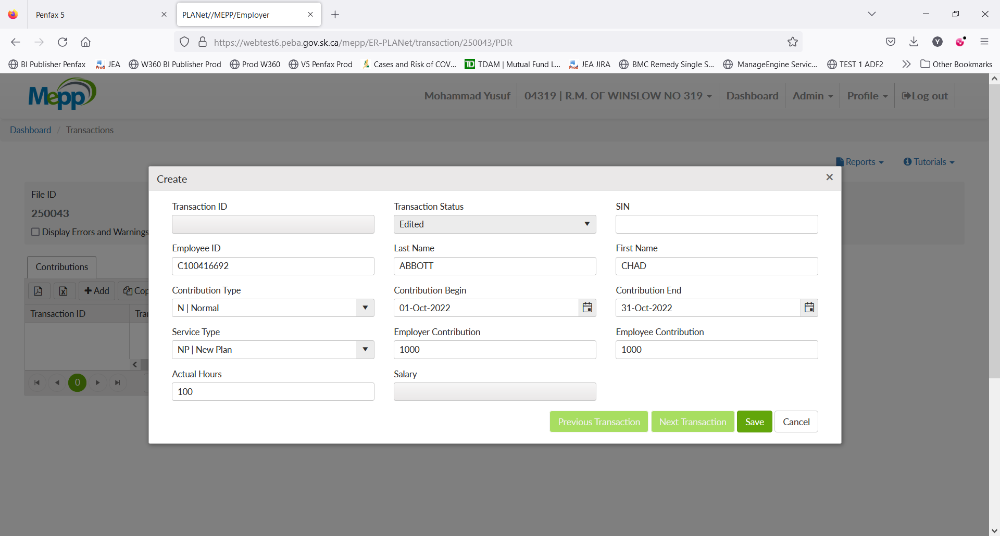 Penfax 5
PLANet//MEPP/Employer
https://webtest6.peba.gov.sk.ca/mepp/ER-PLANet/transaction/250043/PDR
Y
BI Publisher Penfax
Prod JEA
W360 BI Publisher Prod
Prod W360
V5 Penfax Prod
Cases and Risk of COV...
TD TDAM | Mutual Fund L...
Prod JEA JIRA
BMC Remedy Single S...
ManageEngine Servic...
TEST 1 ADF2
Other Bookmarks
Mepp
Mohammad Yusuf
04319 | R.M. OF WINSLOW NO 319
Dashboard
Admin
Profile
Log out
Dashboard / Transactions
Reports
Tutorials
File ID
250043
Display Errors and Warnings
Contributions
Add
Cop
Transaction ID
Trar
0
Create
Transaction ID
Transaction Status
SIN
Edited
Employee ID
Last Name
First Name
C100416692
ABBOTT
CHAD
Contribution Type
Contribution Begin
Contribution End
N | Normal
01-Oct-2022
31-Oct-2022
Service Type
Employer Contribution
Employee Contribution
NP | New Plan
1000
1000
Actual Hours
Salary
100
Previous Transaction
Next Transaction
Save
Cancel